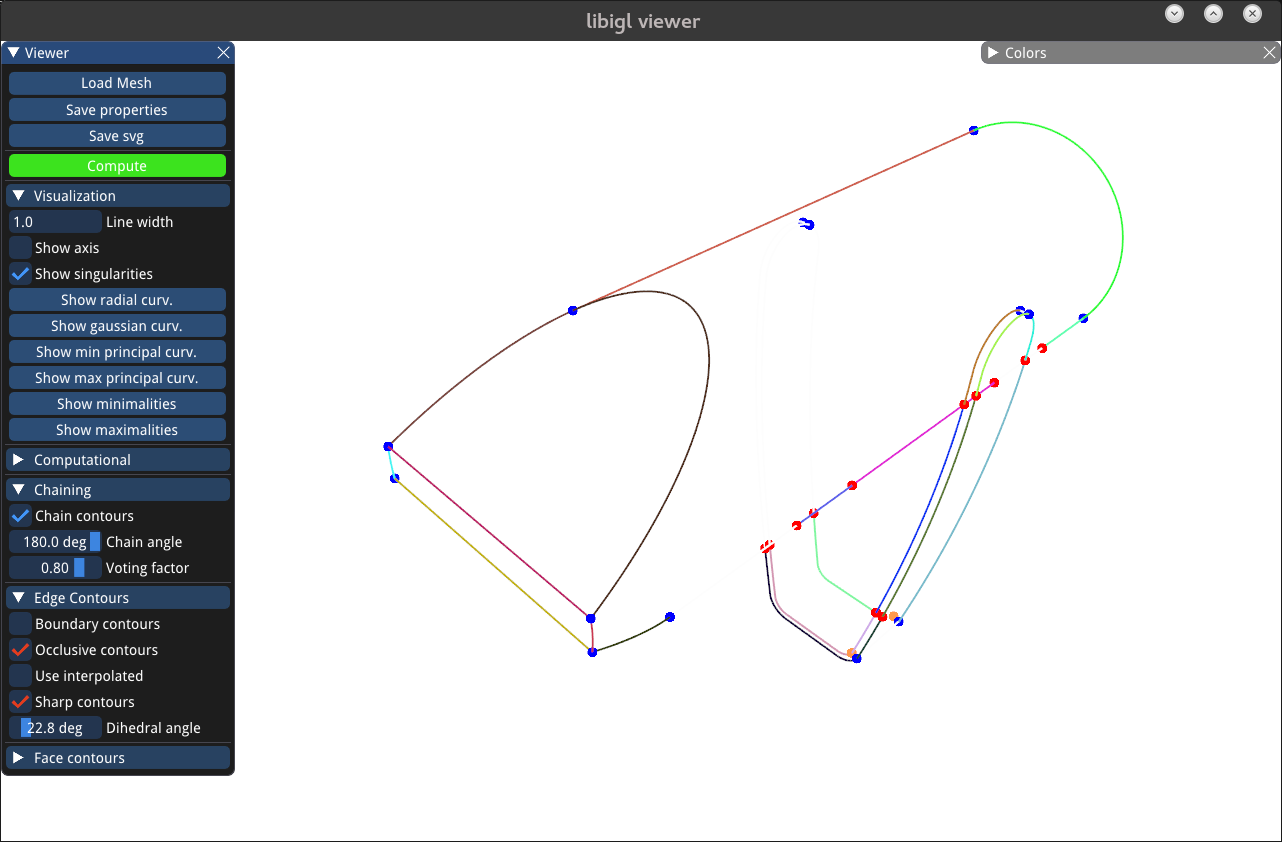 libigl viewer
Viewer
Colors
Load Mesh
Save properties
Save svg
Compute
Visualization
1.0 Line width
Show axis
Show singularities
Show radial curv.
Show gaussian curv.
Show min principal curv.
Show max principal curv.
Show minimalities
Show maximalities
Computational
Chaining
Chain contours
180.0 deg Chain angle
0.80 Voting factor
Edge Contours
Boundary contours
Occlusive contours
Use interpolated
Sharp contours
22.8 deg Dihedral angle
Face contours